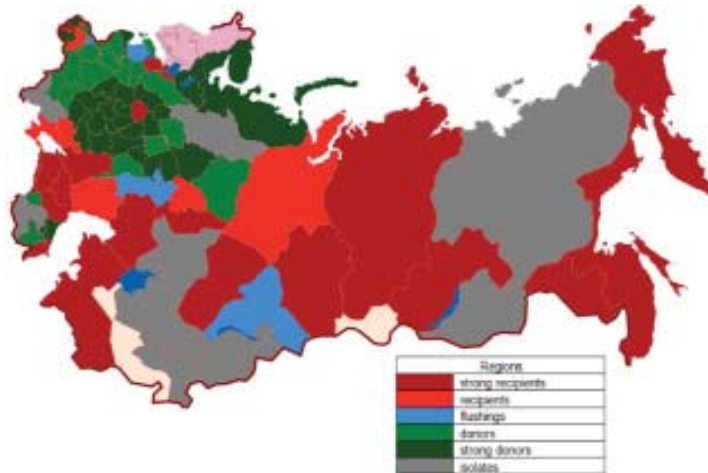 Regions
strong recipients
recipients
flushings
donors
strong donors
isolates